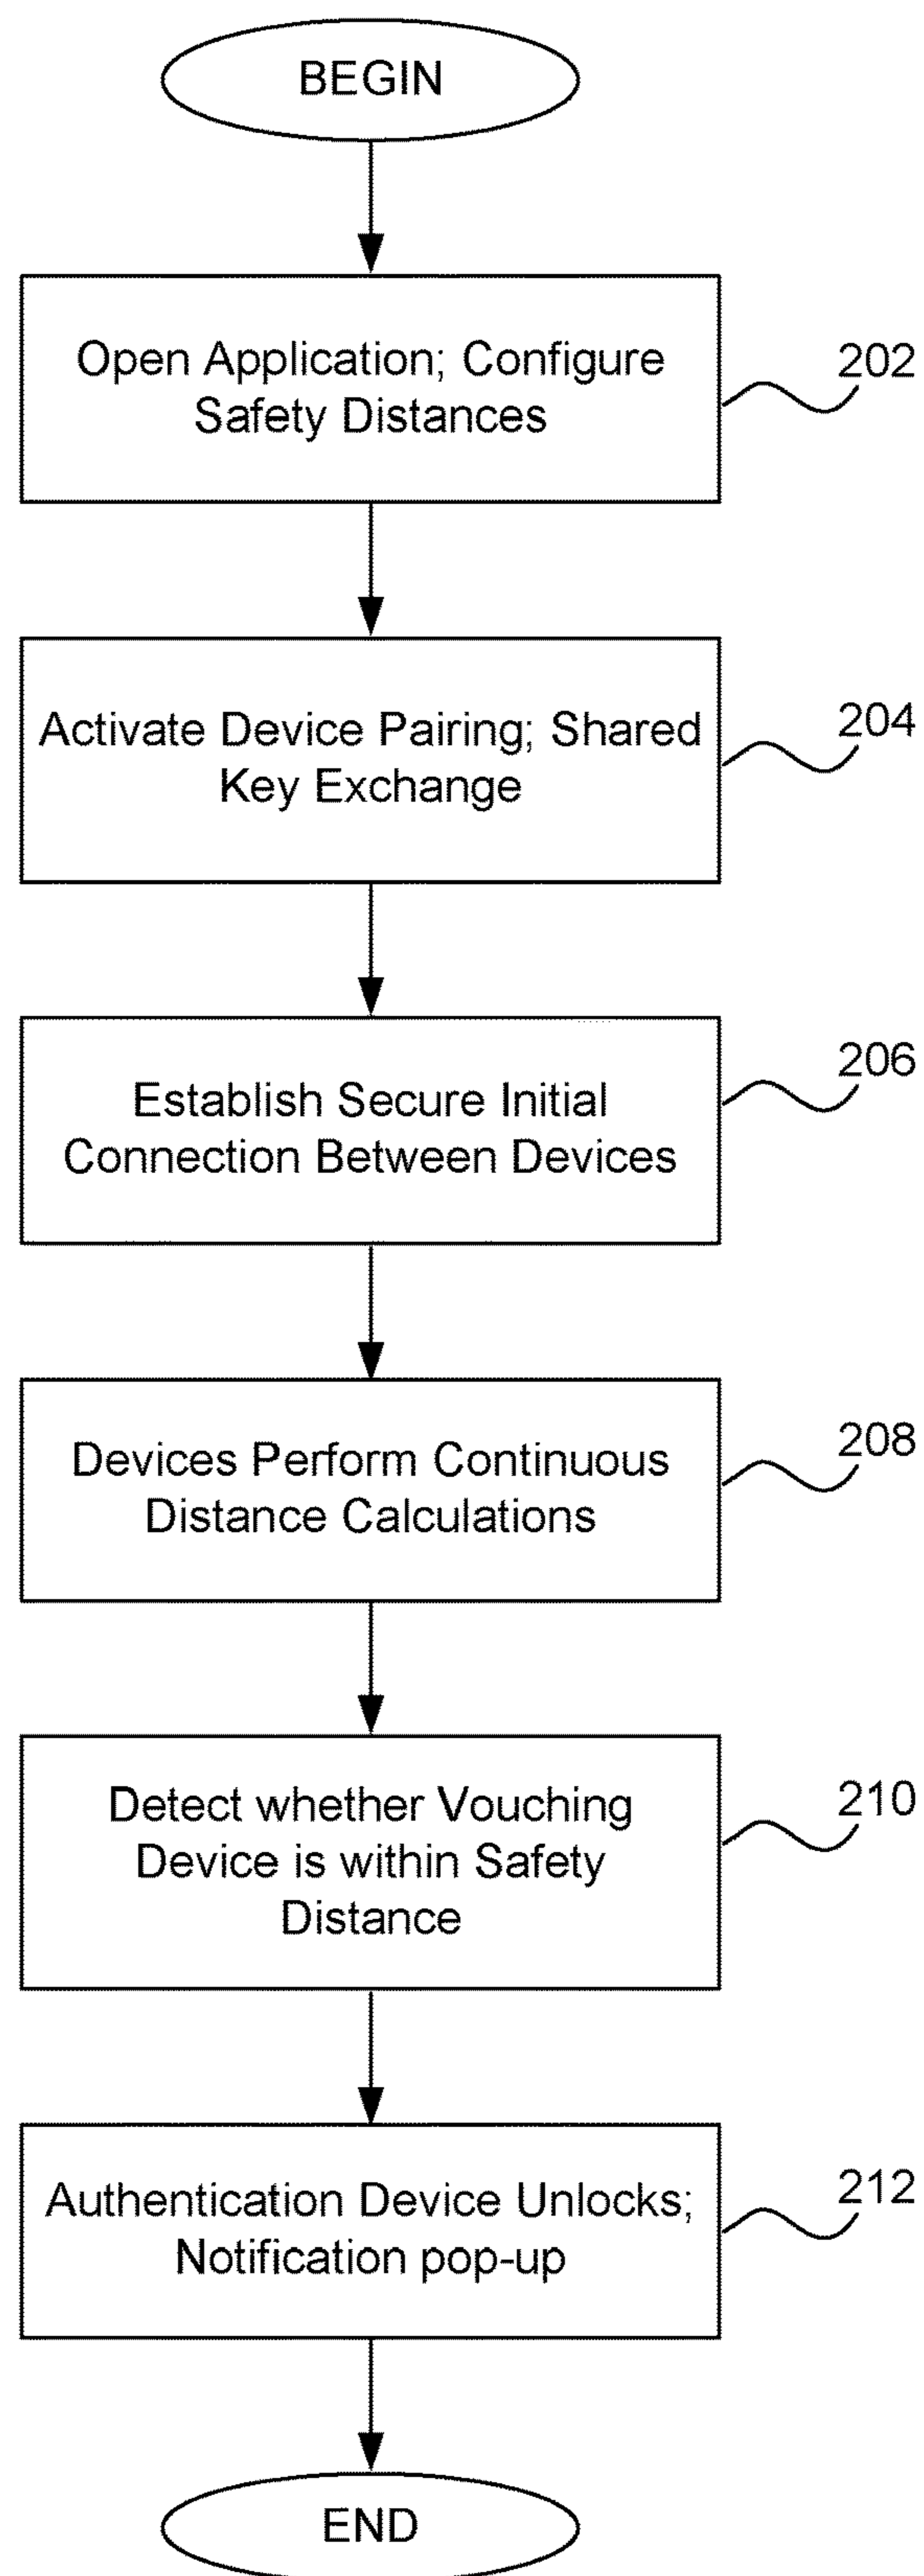 BEGIN
Open Application; Configure
Safety Distances
202
Activate Device Pairing; Shared
Key Exchange
204
Establish Secure Initial
Connection Between Devices
206
Devices Perform Continuous
Distance Calculations
208
Detect whether Vouching
Device is within Safety
Distance
210
Authentication Device Unlocks;
Notification pop-up
212
END